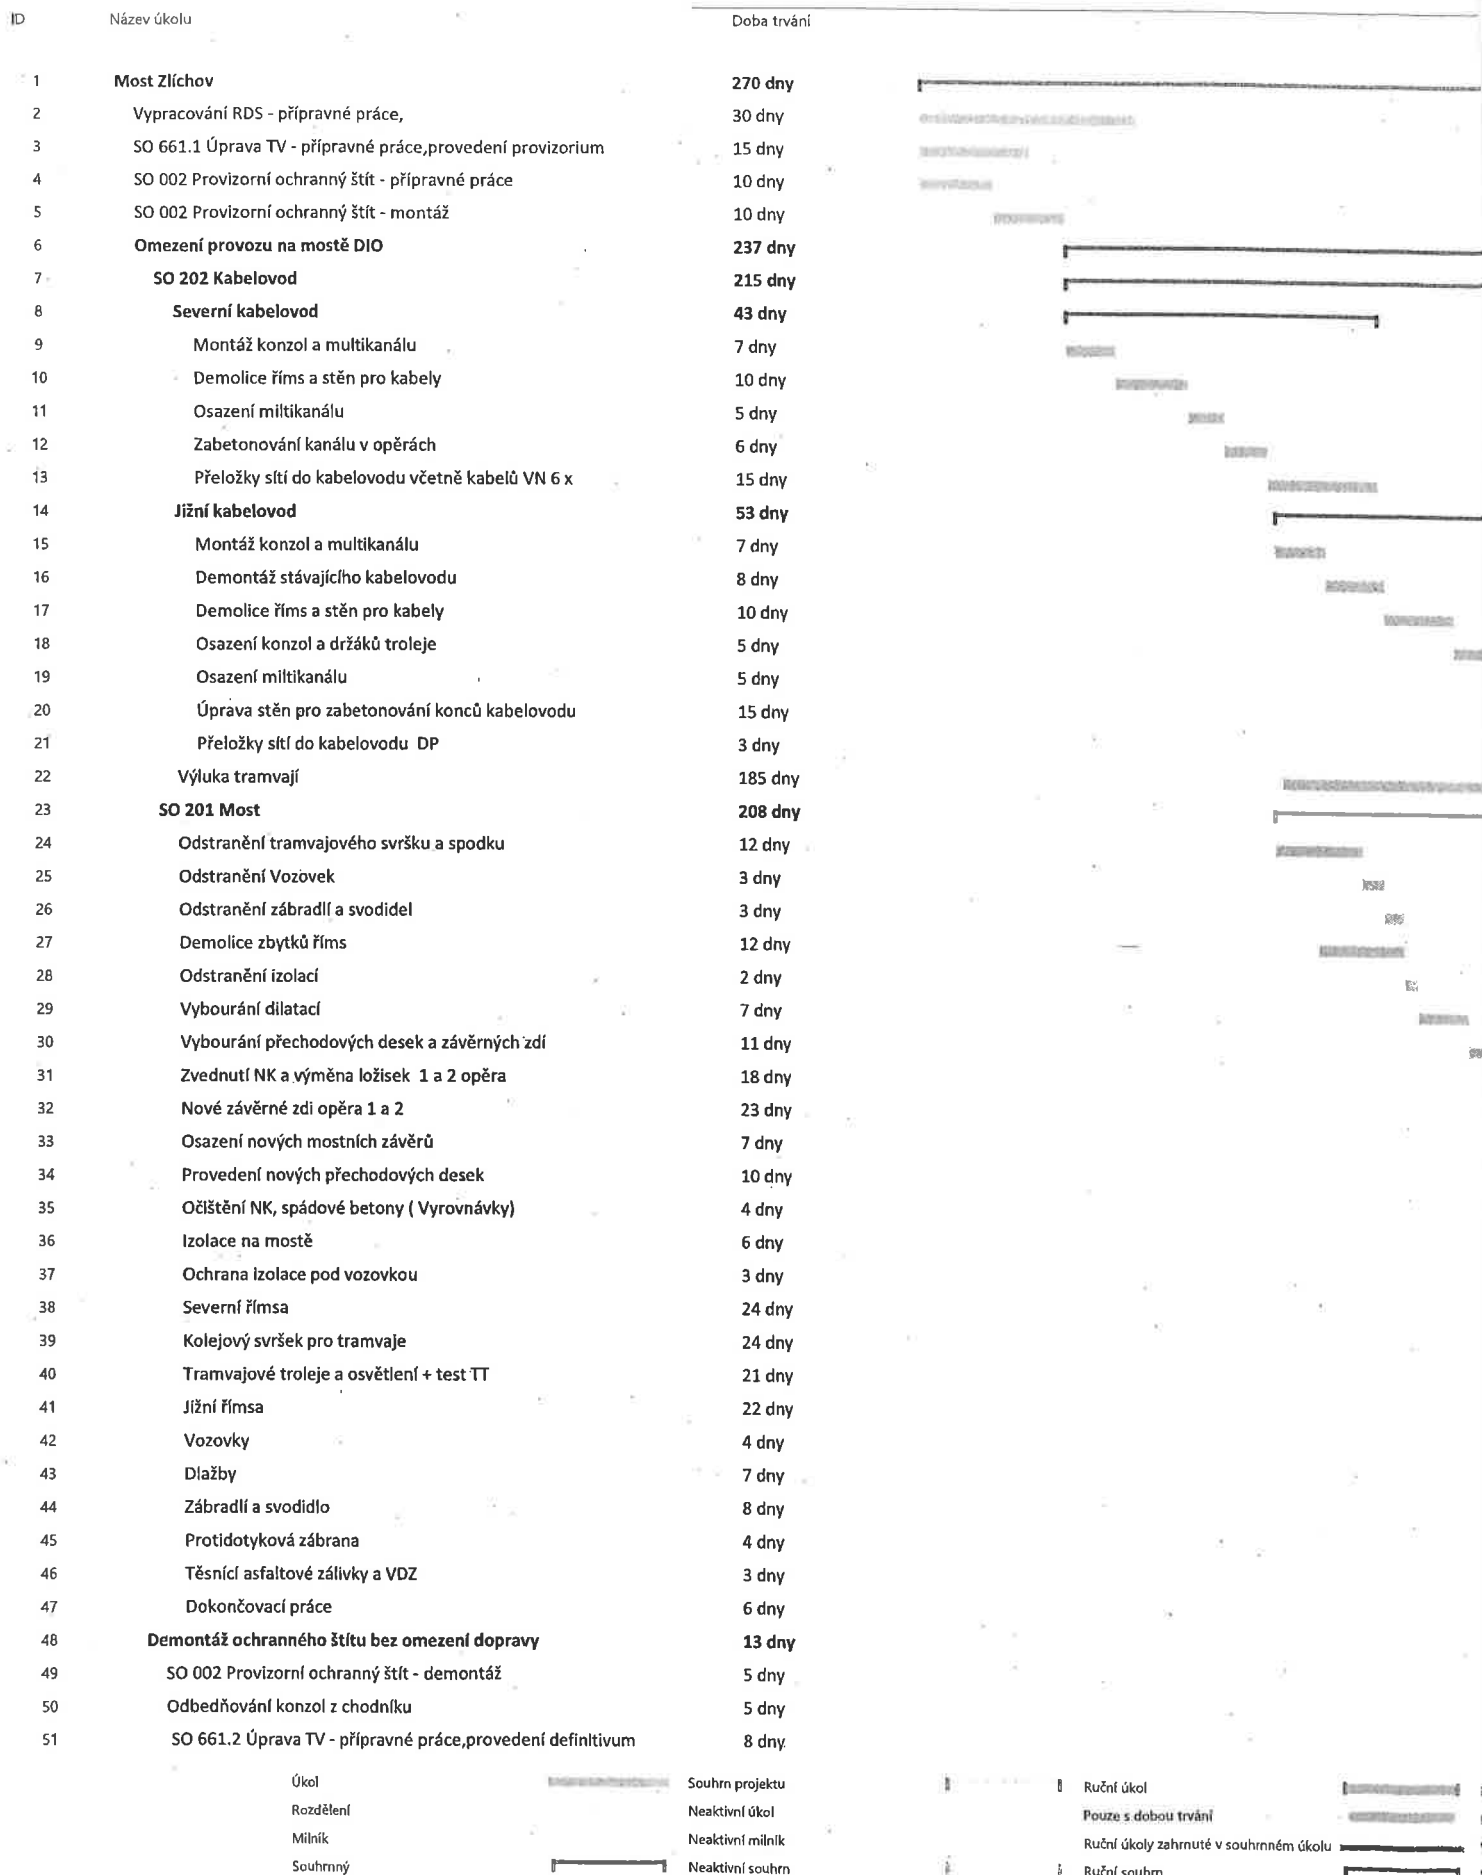 ID Název úkolu Doba trvání
1 Most Zlíchov 270 dny
2 Vypracování RDS - přípravné práce, 30 dny
3 SO 661.1 Úprava TV - přípravné práce,provedení provizorium 15 dny
4 SO 002 Provizorní ochranný štít - přípravné práce 10 dny
5 SO 002 Provizorní ochranný štít - montáž 10 dny
6 Omezení provozu na mostě DIO 237 dny
7 SO 202 Kabelovod 215 dny
8 Severní kabelovod 43 dny
9 Montáž konzol a multikanálu 7 dny
10 Demolice říms a stěn pro kabely 10 dny
11 Osazení miltikanálu 5 dny
12 Zabetonování kanálu v opěrách 6 dny
13 Přeložky sítí do kabelovodu včetně kabelů VN 6 x 15 dny
14 Jižní kabelovod 53 dny
15 Montáž konzol a multikanálu 7 dny
16 Demontáž stávajícího kabelovodu 8 dny
17 Demolice říms a stěn pro kabely 10 dny
18 Osazení konzol a držáků troleje 5 dny
19 Osazení miltikanálu 5 dny
20 Úprava stěn pro zabetonování konců kabelovodu 15 dny
21 Přeložky sítí do kabelovodu DP 3 dny
22 Výluka tramvají 185 dny
23 SO 201 Most 208 dny
24 Odstranění tramvajového svršku a spodku 12 dny
25 Odstranění Vozovek 3 dny
26 Odstranění zábradlí a svodidel 3 dny
27 Demolice zbytků říms 12 dny
28 Odstranění izolací 2 dny
29 Vybourání dilatací 7 dny
30 Vybourání přechodových desek a závěrných zdí 11 dny
31 Zvednutí NK a výměna ložisek 1 a 2 opěra 18 dny
32 Nové závěrné zdi opěra 1 a 2 23 dny
33 Osazení nových mostních závěrů 7 dny
34 Provedení nových přechodových desek 10 dny
35 Očištění NK, spádové betony ( Vyrovnávky) 4 dny
36 Izolace na mostě 6 dny
37 Ochrana izolace pod vozovkou 3 dny
38 Severní římsa 24 dny
39 Kolejový svršek pro tramvaje 24 dny
40 Tramvajové troleje a osvětlení + test TT 21 dny
41 Jižní římsa 22 dny
42 Vozovky 4 dny
43 Dlažby 7 dny
44 Zábradlí a svodidlo 8 dny
45 Protidotyková zábrana 4 dny
46 Těsnící asfaltové zálivky a VDZ 3 dny
47 Dokončovací práce 6 dny
48 Demontáž ochranného štítu bez omezení dopravy 13 dny
49 SO 002 Provizorní ochranný štít - demontáž 5 dny
50 Odbedňování konzol z chodníku 5 dny
51 SO 661.2 Úprava TV - přípravné práce,provedení definitivum 8 dny
Úkol Souhrn projektu Ruční úkol
Rozdělení Neaktivní úkol Pouze s dobou trvání
Milník Neaktivní milník Ruční úkoly zahrnuté v souhrnném úkolu
Souhrnný Neaktivní souhrn Ruční souhrn